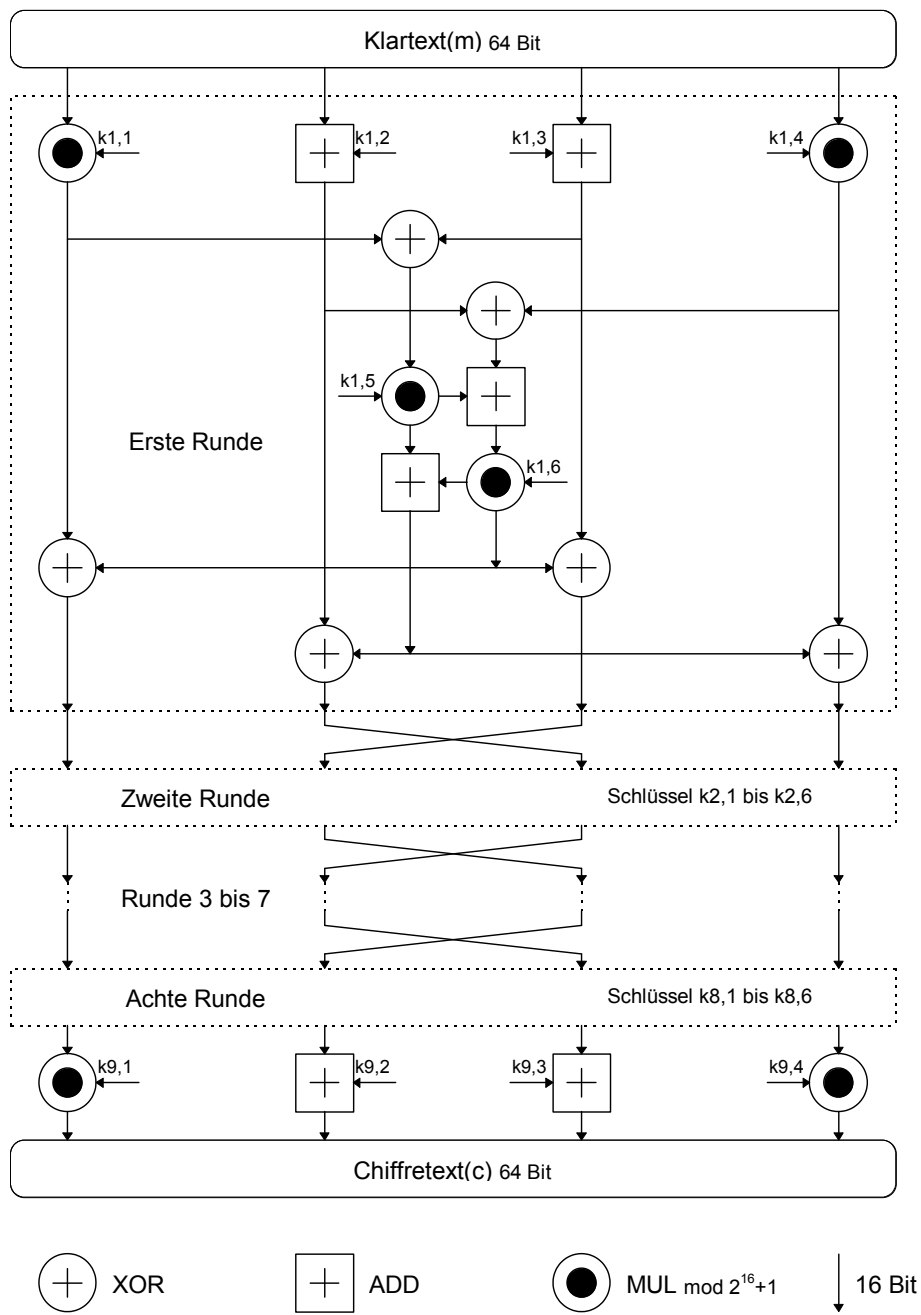 Klartext(m) 64 Bit
k1,1
k1,2
k1,3
k1,4
k1,5
Erste Runde
k1,6
Zweite Runde
Schlüssel k2,1 bis k2,6
Runde 3 bis 7
Achte Runde
Schlüssel k8,1 bis k8,6
k9,1
k9,2
k9,3
k9,4
Chiffretext(c) 64 Bit
XOR
ADD
MUL mod 2¹⁶+1
16 Bit